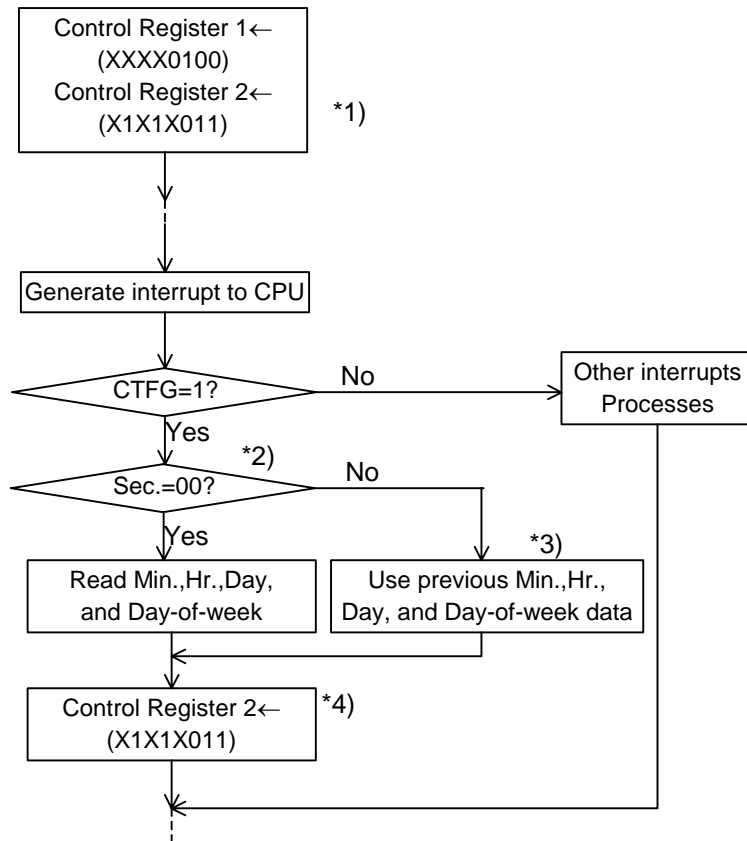 Control Register 1←
(XXXX0100)
Control Register 2←
(X1X1X011)
*1)
Generate interrupt to CPU
CTFG=1?
No
Other interrupts
Processes
Yes
*2)
Sec.=00?
No
Yes
*3)
Read Min.,Hr.,Day,
and Day-of-week
Use previous Min.,Hr.,
Day, and Day-of-week data
Control Register 2←
(X1X1X011)
*4)